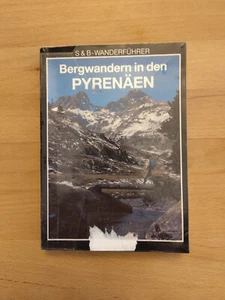 S & B-WANDERFÜHRER
Bergwandern in den
PYRENÄEN